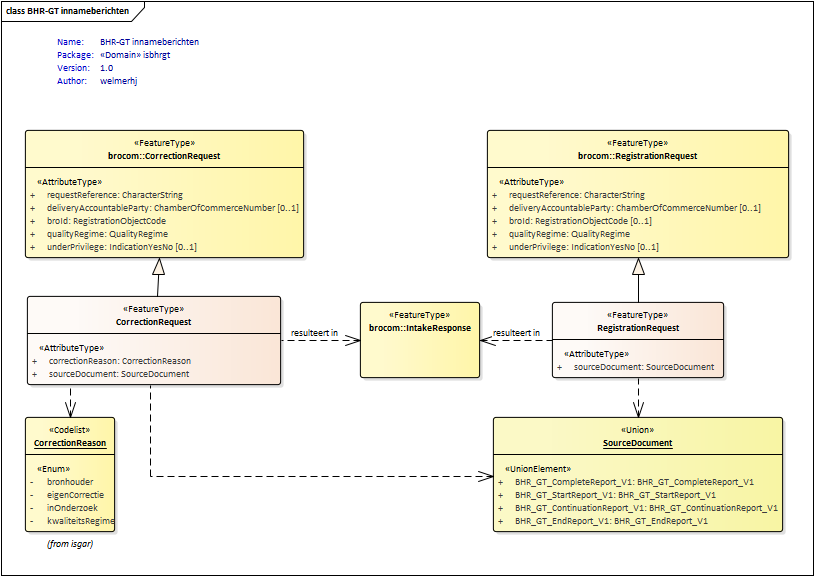 class BHR-GT innameberichten
Name: BHR-GT innameberichten
Package: «Domain» isbhrgt
Version: 1.0
Author: welmerhj
«FeatureType»
brocom::CorrectionRequest
«AttributeType»
+ requestReference: CharacterString
+ deliveryAccountableParty: ChamberOfCommerceNumber [0..1]
+ broId: RegistrationObjectCode
+ qualityRegime: QualityRegime
+ underPrivilege: IndicationYesNo [0..1]
«FeatureType»
brocom::RegistrationRequest
«AttributeType»
+ requestReference: CharacterString
+ deliveryAccountableParty: ChamberOfCommerceNumber [0..1]
+ broId: RegistrationObjectCode [0..1]
+ qualityRegime: QualityRegime
+ underPrivilege: IndicationYesNo [0..1]
«FeatureType»
CorrectionRequest
«AttributeType»
+ correctionReason: CorrectionReason
+ sourceDocument: SourceDocument
resulteert in
«FeatureType»
brocom::IntakeResponse
resulteert in
«FeatureType»
RegistrationRequest
«AttributeType»
+ sourceDocument: SourceDocument
«Codelist»
CorrectionReason
«Enum»
- bronhouder
- eigenCorrectie
- inOnderzoek
- kwaliteitsRegime
(from isgar)
«Union»
SourceDocument
«UnionElement»
+ BHR_GT_CompleteReport_V1: BHR_GT_CompleteReport_V1
+ BHR_GT_StartReport_V1: BHR_GT_StartReport_V1
+ BHR_GT_ContinuationReport_V1: BHR_GT_ContinuationReport_V1
+ BHR_GT_EndReport_V1: BHR_GT_EndReport_V1